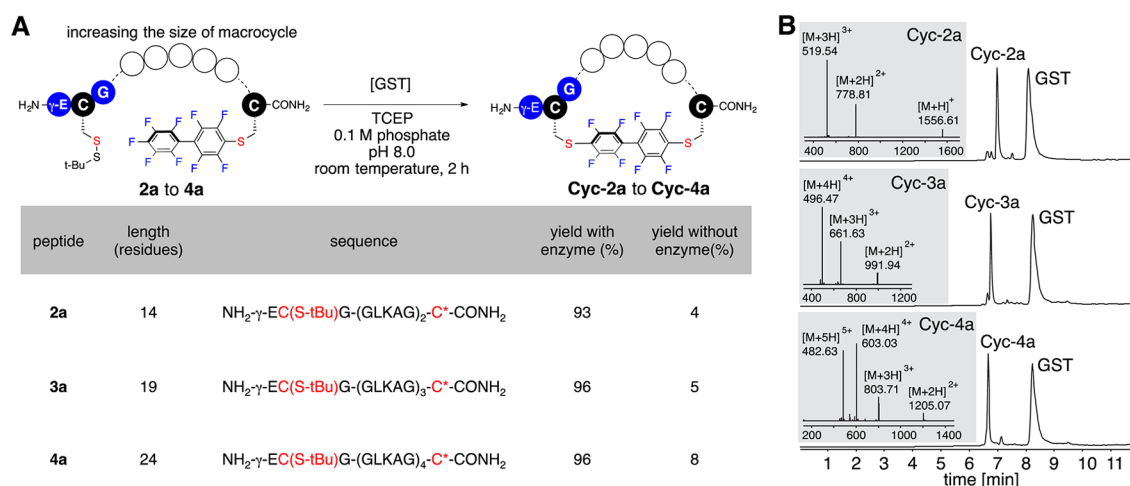 A
increasing the size of macrocycle
G
H₂N
γ-E
C
C
CONH₂
S
S
t-Bu
F
F
F
F
F
F
F
F
F
S
2a to 4a
[GST]
TCEP
0.1 M phosphate
pH 8.0
room temperature, 2 h
G
H₂N
γ-E
C
C
CONH₂
S
F
F
F
F
F
F
F
F
S
Cyc-2a to Cyc-4a
peptide
length
(residues)
sequence
yield with
enzyme (%)
yield without
enzyme(%)
2a 14 NH₂-γ-EC(S-tBu)G-(GLKAG)₂-C*-CONH₂ 93 4
3a 19 NH₂-γ-EC(S-tBu)G-(GLKAG)₃-C*-CONH₂ 96 5
4a 24 NH₂-γ-EC(S-tBu)G-(GLKAG)₄-C*-CONH₂ 96 8
B
Cyc-2a
[M+3H]³⁺
519.54
[M+2H]²⁺
778.81
[M+H]⁺
1556.61
400 800 1200 1600
Cyc-2a
GST
Cyc-3a
[M+4H]⁴⁺
496.47
[M+3H]³⁺
661.63
[M+2H]²⁺
991.94
400 800 1200
Cyc-3a
GST
Cyc-4a
[M+5H]⁵⁺
482.63
[M+4H]⁴⁺
603.03
[M+3H]³⁺
803.71
[M+2H]²⁺
1205.07
200 600 1000 1400
Cyc-4a
GST
1 2 3 4 5 6 7 8 9 10 11
time [min]